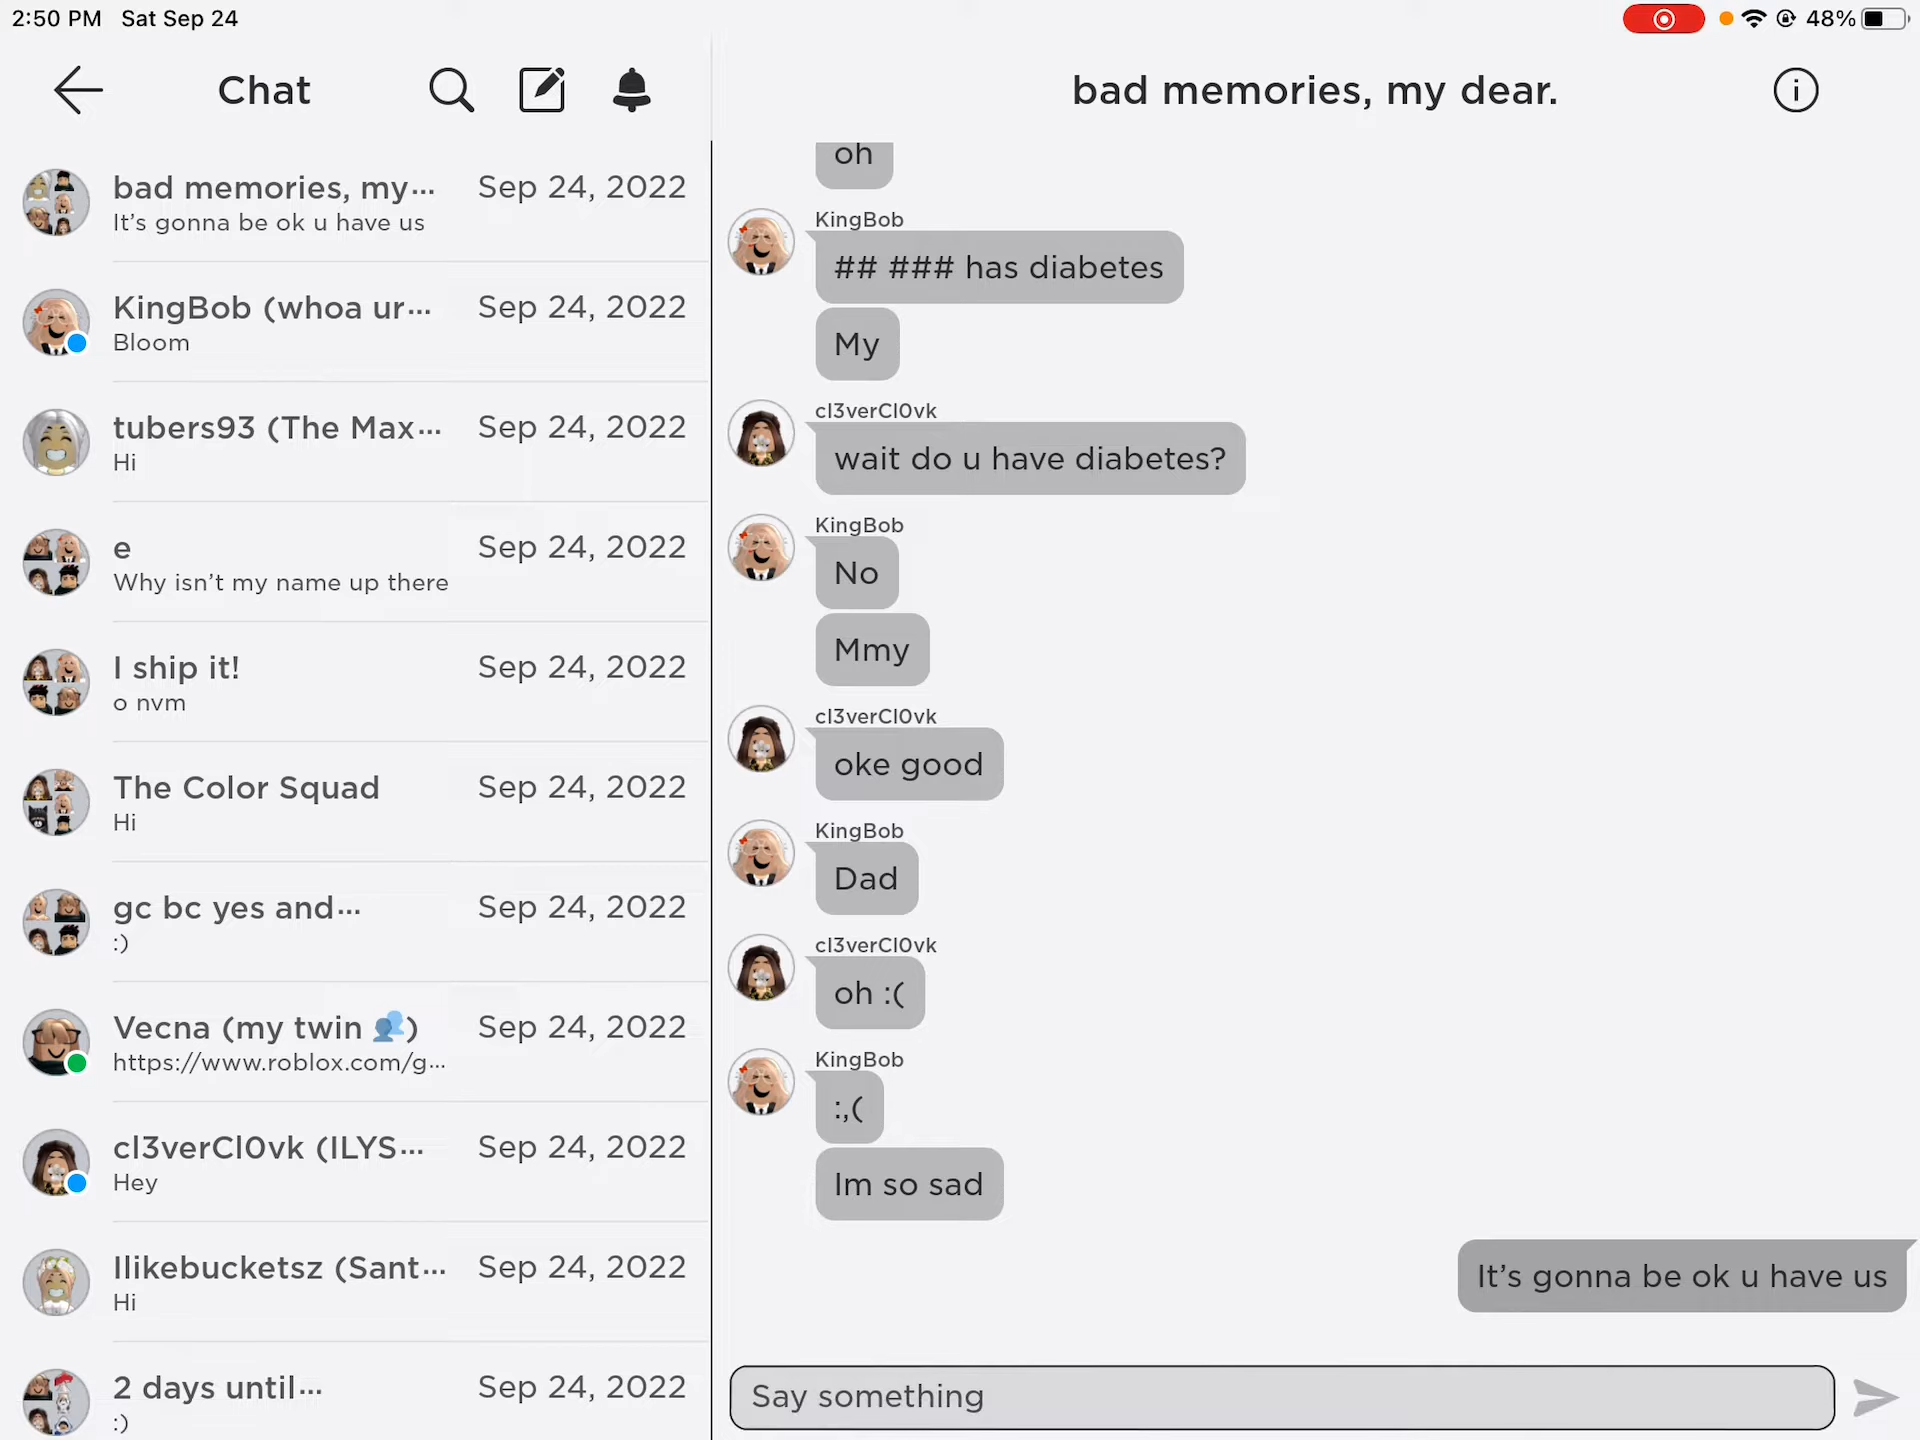 2:50 PM Sat Sep 24
48%
Chat
bad memories, my···
Sep 24, 2022
It's gonna be ok u have us
KingBob (whoa ur···
Sep 24, 2022
Bloom
tubers93 (The Max···
Sep 24, 2022
Hi
e
Sep 24, 2022
Why isn't my name up there
I ship it!
Sep 24, 2022
o nvm
The Color Squad
Sep 24, 2022
Hi
gc bc yes and···
Sep 24, 2022
:)
Vecna (my twin 👥)
Sep 24, 2022
https://www.roblox.com/g...
cl3verCl0vk (ILYS···
Sep 24, 2022
Hey
Ilikebucketsz (Sant···
Sep 24, 2022
Hi
2 days until···
Sep 24, 2022
:)
bad memories, my dear.
oh
KingBob
## ### has diabetes
My
cl3verCl0vk
wait do u have diabetes?
KingBob
No
Mmy
cl3verCl0vk
oke good
KingBob
Dad
cl3verCl0vk
oh :(
KingBob
:,(
Im so sad
It's gonna be ok u have us
Say something